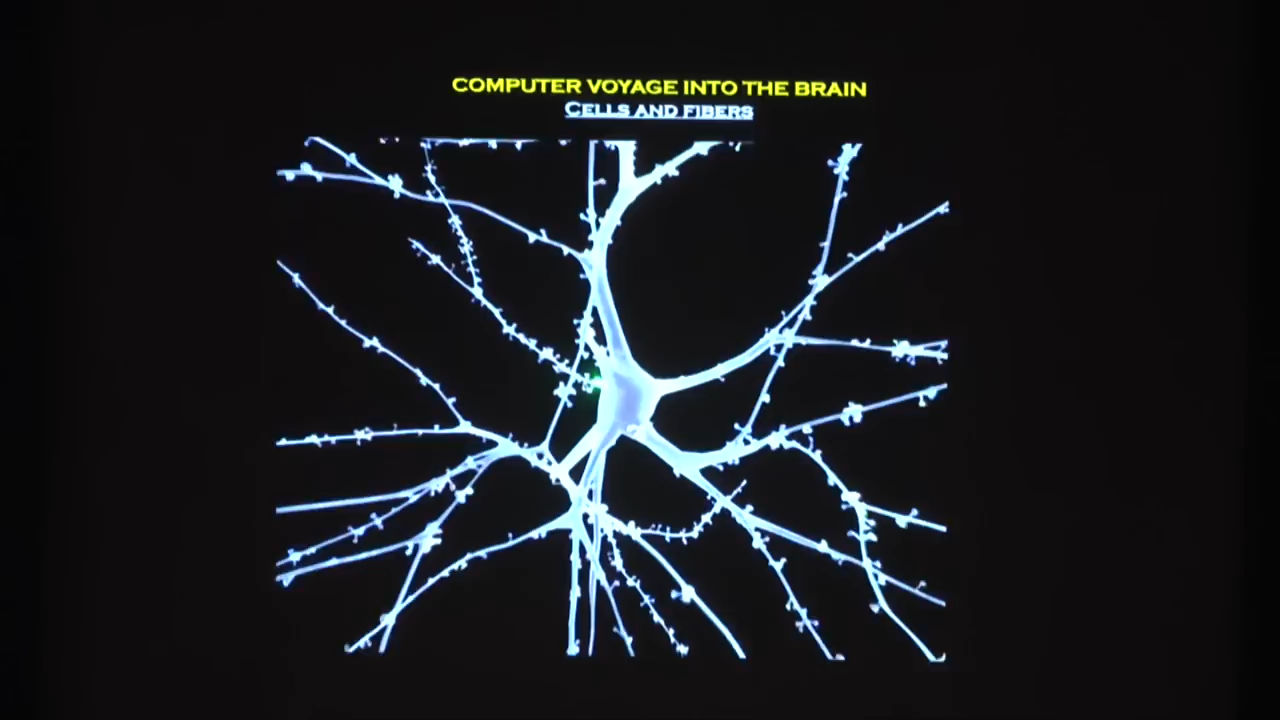 COMPUTER VOYAGE INTO THE BRAIN
CELLS AND FIBERS